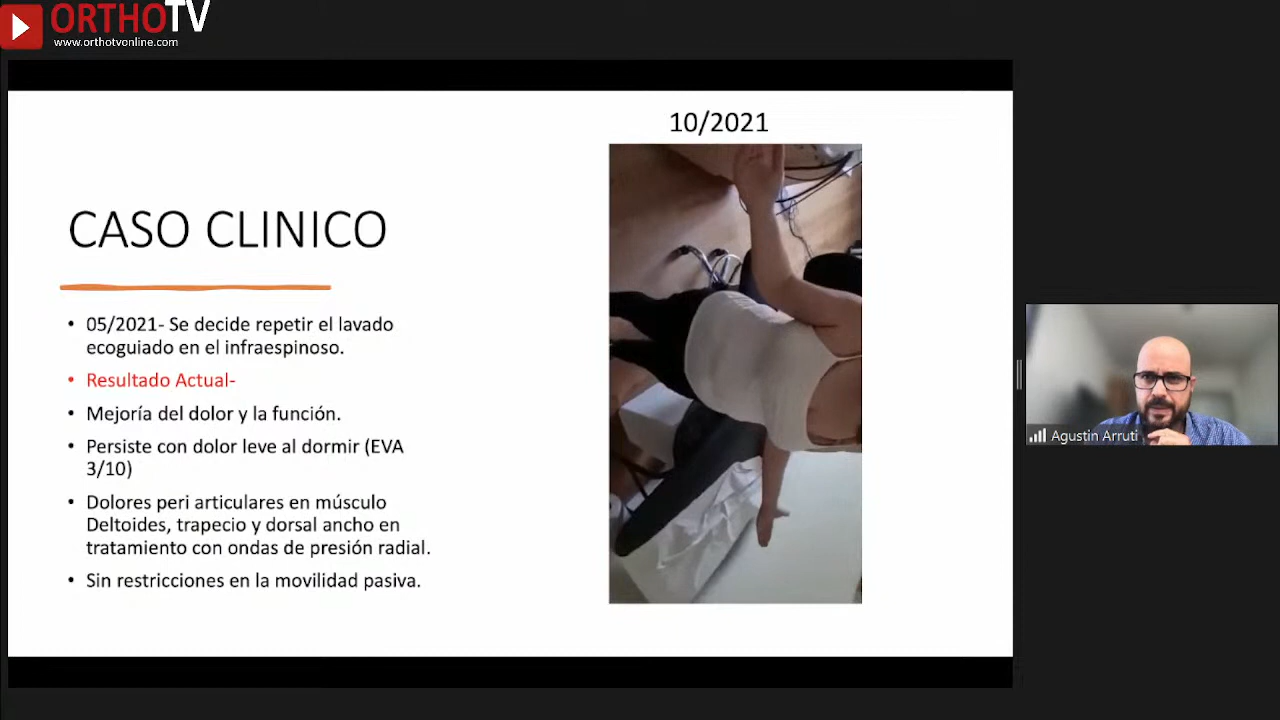 ORTHOTV
www.orthotvonline.com
10/2021
CASO CLINICO
• 05/2021- Se decide repetir el lavado
ecoguiado en el infraespinoso.
• Resultado Actual-
• Mejoría del dolor y la función.
• Persiste con dolor leve al dormir (EVA
3/10)
• Dolores peri articulares en músculo
Deltoides, trapecio y dorsal ancho en
tratamiento con ondas de presión radial.
• Sin restricciones en la movilidad pasiva.
Agustin Arruti